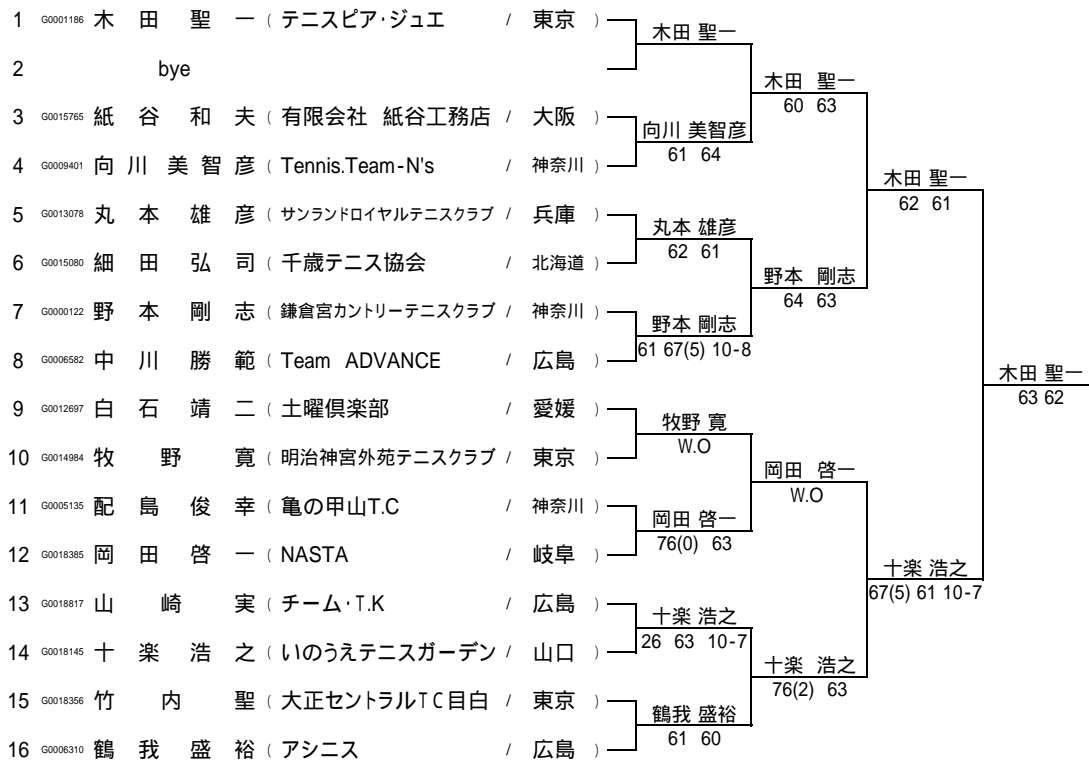 1 G0001186 木田 聖一 ( テニスピア・ジュエ / 東京 )
木田 聖一
2 bye
木田 聖一
60 63
3 G0015765 紙谷 和夫 ( 有限会社 紙谷工務店 / 大阪 )
向川 美智彦
61 64
4 G0009401 向川 美智彦 ( Tennis.Team-N's / 神奈川 )
木田 聖一
62 61
5 G0013078 丸本 雄彦 ( サンランドロイヤルテニスクラブ / 兵庫 )
丸本 雄彦
62 61
6 G0015080 細田 弘司 ( 千歳テニス協会 / 北海道 )
野本 剛志
64 63
7 G0000122 野本 剛志 ( 鎌倉宮カントリーテニスクラブ / 神奈川 )
野本 剛志
61 67(5) 10-8
8 G0006582 中川 勝範 ( Team ADVANCE / 広島 )
木田 聖一
63 62
9 G0012697 白石 靖二 ( 土曜倶楽部 / 愛媛 )
牧野 寛
W.O
10 G0014984 牧野 寛 ( 明治神宮外苑テニスクラブ / 東京 )
岡田 啓一
W.O
11 G0005135 配島 俊幸 ( 亀の甲山T.C / 神奈川 )
岡田 啓一
76(0) 63
12 G0018385 岡田 啓一 ( NASTA / 岐阜 )
十楽 浩之
67(5) 61 10-7
13 G0018817 山崎 実 ( チーム・T.K / 広島 )
十楽 浩之
26 63 10-7
14 G0018145 十楽 浩之 ( いのうえテニスガーデン / 山口 )
十楽 浩之
76(2) 63
15 G0018356 竹内 聖 ( 大正セントラルTC目白 / 東京 )
鶴我 盛裕
61 60
16 G0006310 鶴我 盛裕 ( アシニス / 広島 )